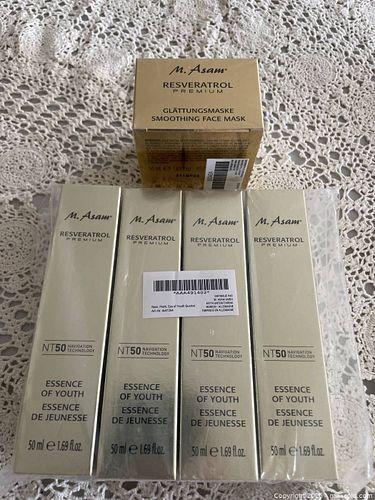 M. Asam®
RESVERATROL
PREMIUM
GLÄTTUNGSMASKE
SMOOTHING FACE MASK
M. Asam®
RESVERATROL
PREMIUM
NT50 NAVIGATION
TECHNOLOGY
ESSENCE
OF YOUTH
ESSENCE
DE JEUNESSE
50 ml e 1.69 fl.oz.
M. Asam®
RESVERATROL
PREMIUM
NT50 NAVIGATION
TECHNOLOGY
ESSENCE
OF YOUTH
ESSENCE
DE JEUNESSE
50 ml e 1.69 fl.oz.
M. Asam®
RESVERATROL
PREMIUM
NT50 NAVIGATION
TECHNOLOGY
ESSENCE
OF YOUTH
ESSENCE
DE JEUNESSE
50 ml e 1.69 fl.oz.
M. Asam®
RESVERATROL
PREMIUM
NT50 NAVIGATION
TECHNOLOGY
ESSENCE
OF YOUTH
ESSENCE
DE JEUNESSE
50 ml e 1.69 fl.oz.
*AAA491402*